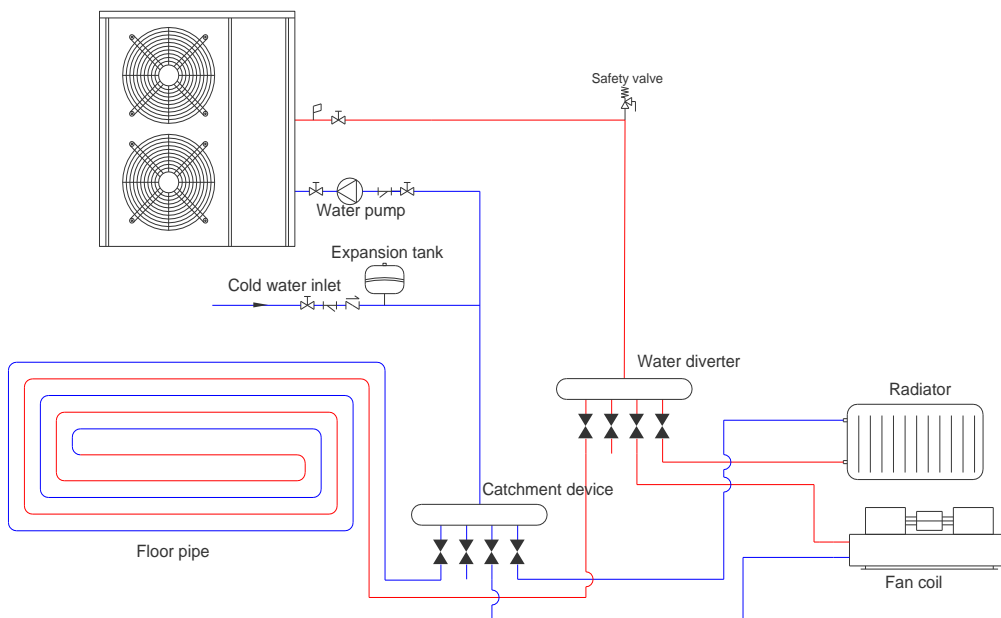 Safety valve
Water pump
Expansion tank
Cold water inlet
Water diverter
Radiator
Catchment device
Floor pipe
Fan coil